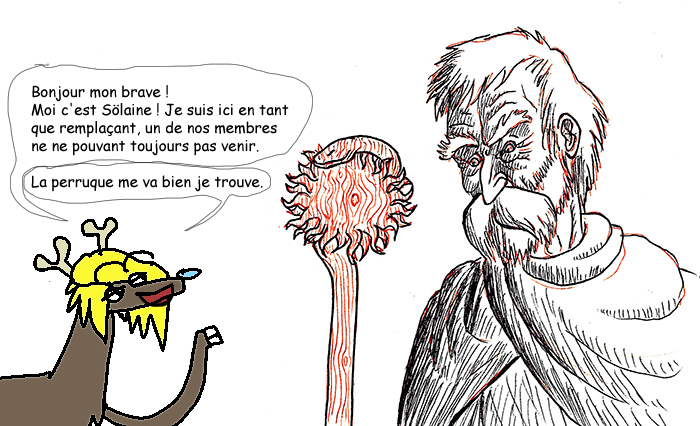 Bonjour mon brave !
Moi c'est Sölaine ! Je suis ici en tant
que remplaçant, un de nos membres
ne ne pouvant toujours pas venir.
La perruque me va bien je trouve.